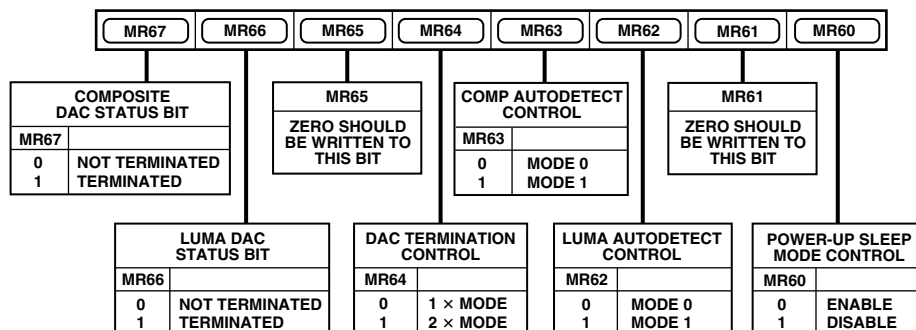 MR67 MR66 MR65 MR64 MR63 MR62 MR61 MR60
COMPOSITE
DAC STATUS BIT
MR67
0 NOT TERMINATED
1 TERMINATED
MR65
ZERO SHOULD
BE WRITTEN TO
THIS BIT
COMP AUTODETECT
CONTROL
MR63
0 MODE 0
1 MODE 1
MR61
ZERO SHOULD
BE WRITTEN TO
THIS BIT
LUMA DAC
STATUS BIT
MR66
0 NOT TERMINATED
1 TERMINATED
DAC TERMINATION
CONTROL
MR64
0 1 × MODE
1 2 × MODE
LUMA AUTODETECT
CONTROL
MR62
0 MODE 0
1 MODE 1
POWER-UP SLEEP
MODE CONTROL
MR60
0 ENABLE
1 DISABLE